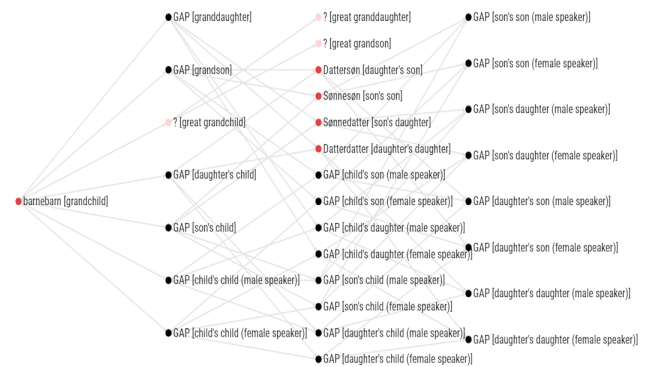 barnebarn [grandchild]
GAP [granddaughter]
GAP [grandson]
? [great grandchild]
GAP [daughter's child]
GAP [son's child]
GAP [child's child (male speaker)]
GAP [child's child (female speaker)]
? [great granddaughter]
? [great grandson]
Dattersøn [daughter's son]
Sønnesøn [son's son]
Sønnedatter [son's daughter]
Datterdatter [daughter's daughter]
GAP [child's son (male speaker)]
GAP [child's son (female speaker)]
GAP [child's daughter (male speaker)]
GAP [child's daughter (female speaker)]
GAP [son's child (male speaker)]
GAP [son's child (female speaker)]
GAP [daughter's child (male speaker)]
GAP [daughter's child (female speaker)]
GAP [son's son (male speaker)]
GAP [son's son (female speaker)]
GAP [son's daughter (male speaker)]
GAP [son's daughter (female speaker)]
GAP [daughter's son (male speaker)]
GAP [daughter's son (female speaker)]
GAP [daughter's daughter (male speaker)]
GAP [daughter's daughter (female speaker)]